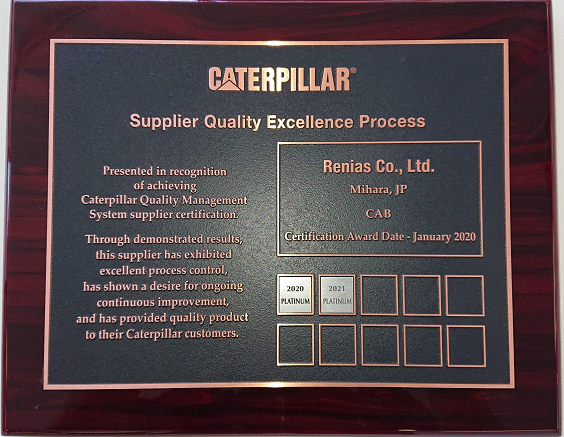 CATERPILLAR®
Supplier Quality Excellence Process
Presented in recognition
of achieving
Caterpillar Quality Management
System supplier certification.
Through demonstrated results,
this supplier has exhibited
excellent process control,
has shown a desire for ongoing
continuous improvement,
and has provided quality product
to their Caterpillar customers.
Renias Co., Ltd.
Mihara, JP
CAB
Certification Award Date - January 2020
2020
PLATINUM
2021
PLATINUM